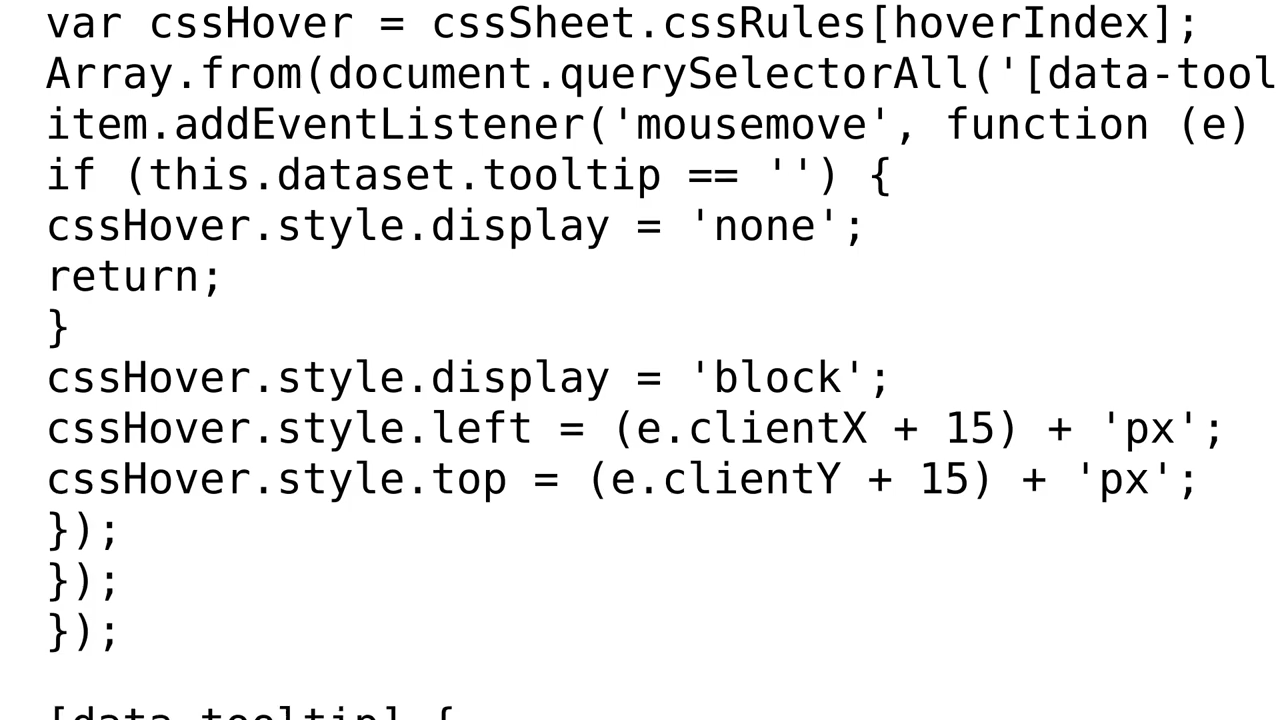 var cssHover = cssSheet.cssRules[hoverIndex];
Array.from(document.querySelectorAll('[data-tool
item.addEventListener('mousemove', function (e)
if (this.dataset.tooltip == '') {
cssHover.style.display = 'none';
return;
}
cssHover.style.display = 'block';
cssHover.style.left = (e.clientX + 15) + 'px';
cssHover.style.top = (e.clientY + 15) + 'px';
});
});
});
[data-tooltip] {